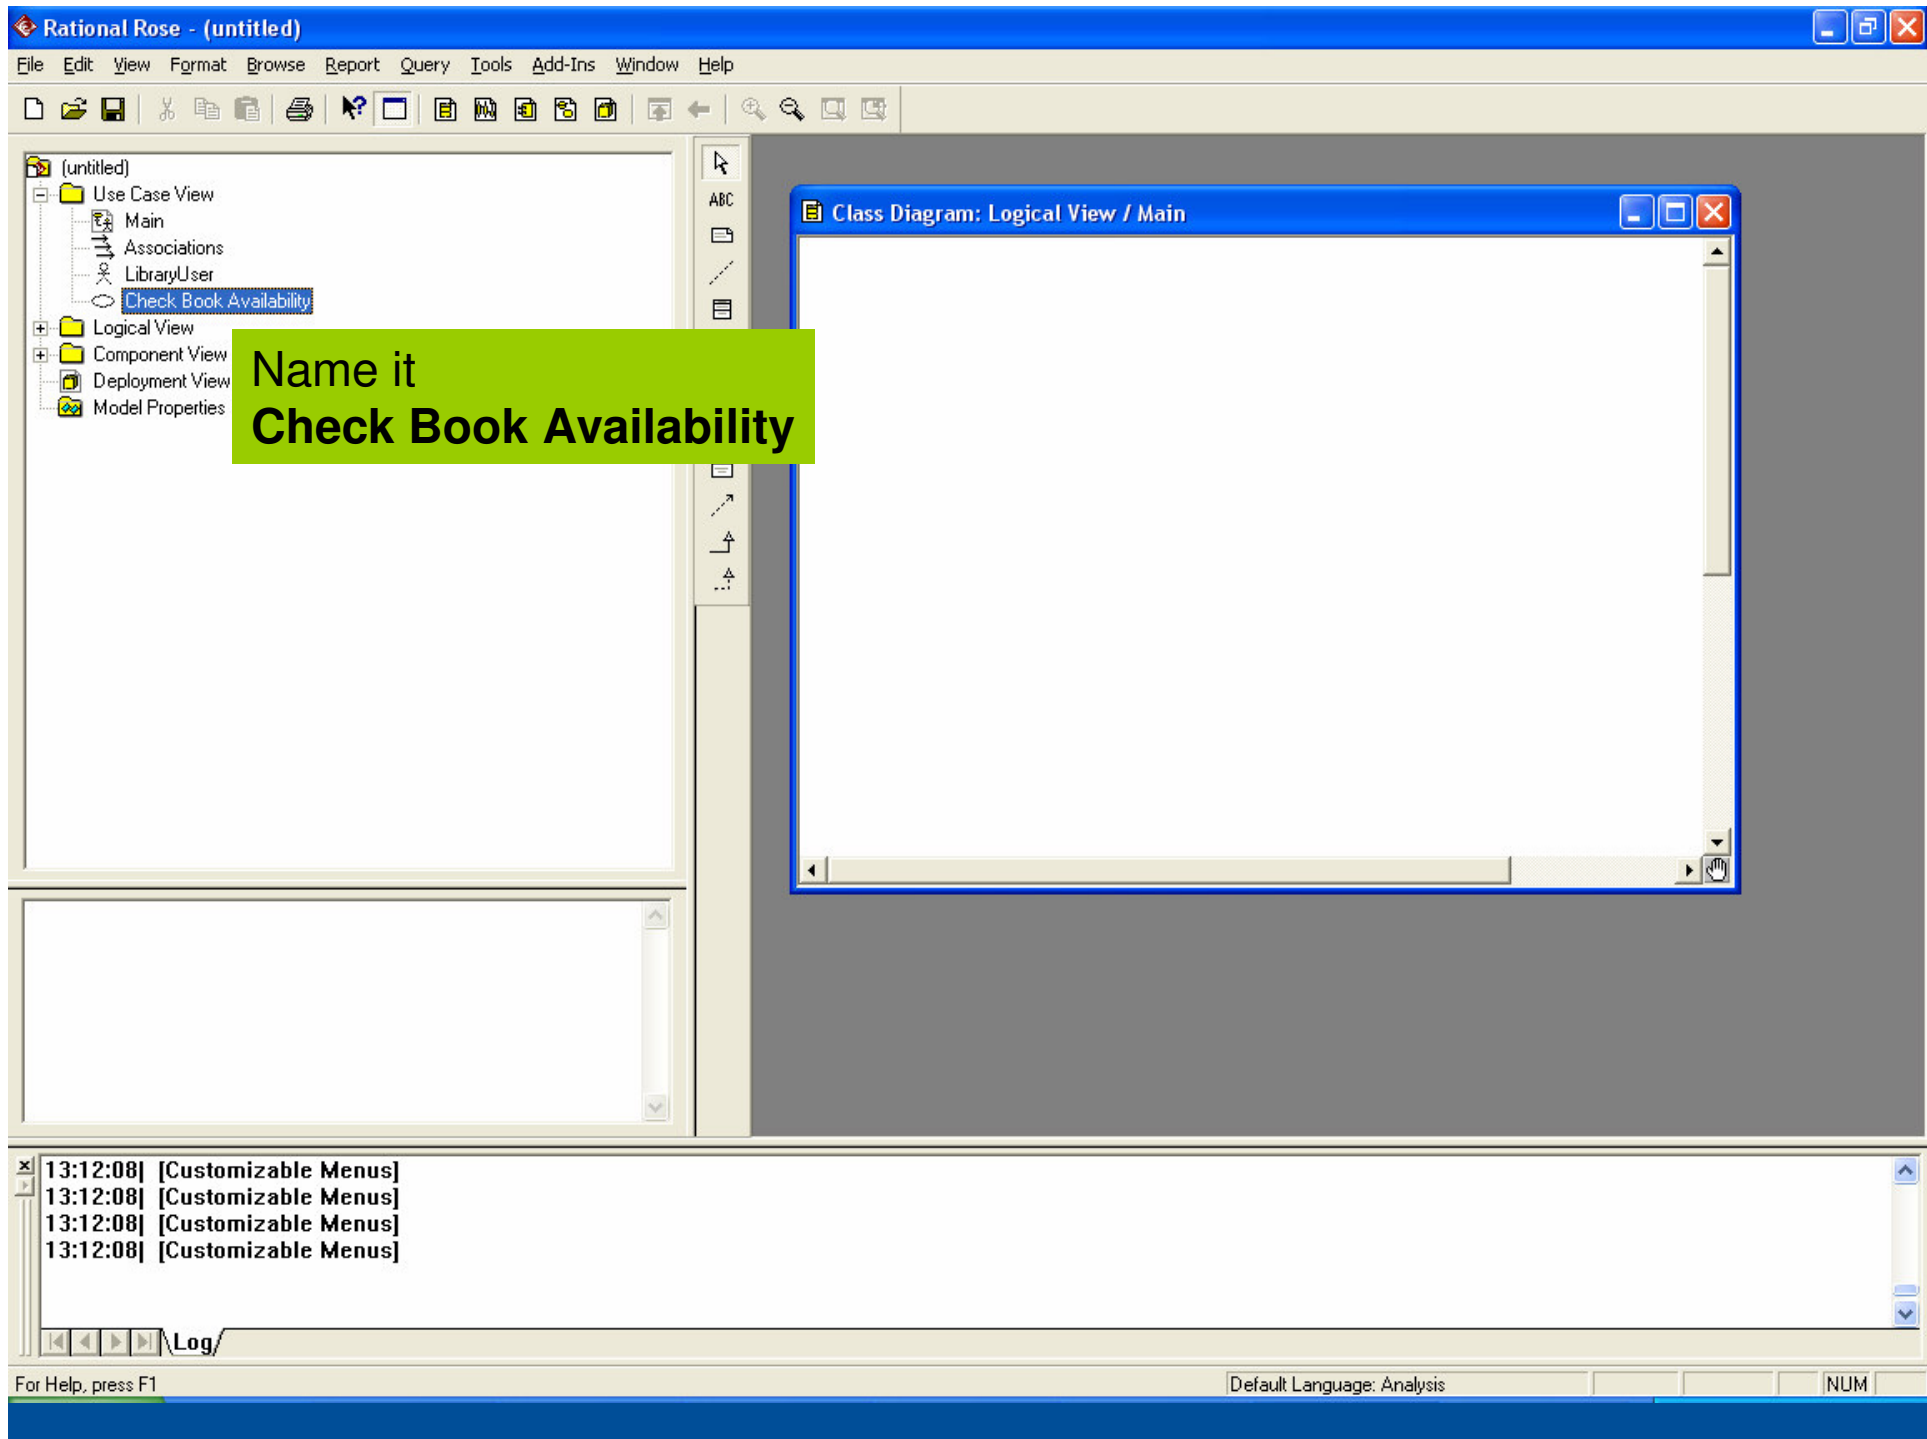 Rational Rose - (untitled)
File Edit View Format Browse Report Query Tools Add-Ins Window Help
(untitled)
Use Case View
Main
Associations
LibraryUser
Check Book Availability
Logical View
Component View
Deployment View
Model Properties
ABC
Class Diagram: Logical View / Main
Name it
Check Book Availability
13:12:08| [Customizable Menus]
13:12:08| [Customizable Menus]
13:12:08| [Customizable Menus]
13:12:08| [Customizable Menus]
Log
For Help, press F1
Default Language: Analysis
NUM